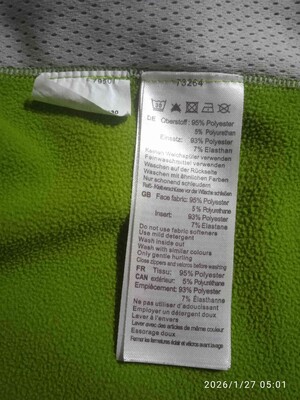 73264
DE Oberstoff: 95% Polyester
5% Polyurethan
Einsatz: 93% Polyester
7% Elasthan
Keinen Weichspüler verwenden
Feinwaschmittel verwenden
Waschen auf der Rückseite
Waschen mit ähnlichen Farben
Nur schonend schleudern
Reiß-, Klettverschlüsse vor der Wäsche schließen
GB Face fabric: 95% Polyester
5% Polyurethane
Insert: 93% Polyester
7% Elastane
Do not use fabric softeners
Use mild detergent
Wash inside out
Wash with similar colours
Only gentle hurling
Close zippers and velcros before washing
FR Tissu: 95% Polyester
CAN extérieur: 5% Polyuréthane
Empiècement: 93% Polyester
7% Élasthanne
Ne pas utiliser d'adoucissant
Employer un détergent doux
Laver à l'envers
Laver avec des articles de même couleur
Essorage doux
Fermer les fermetures éclair et velcros avant lavage
2026/1/27 05:01